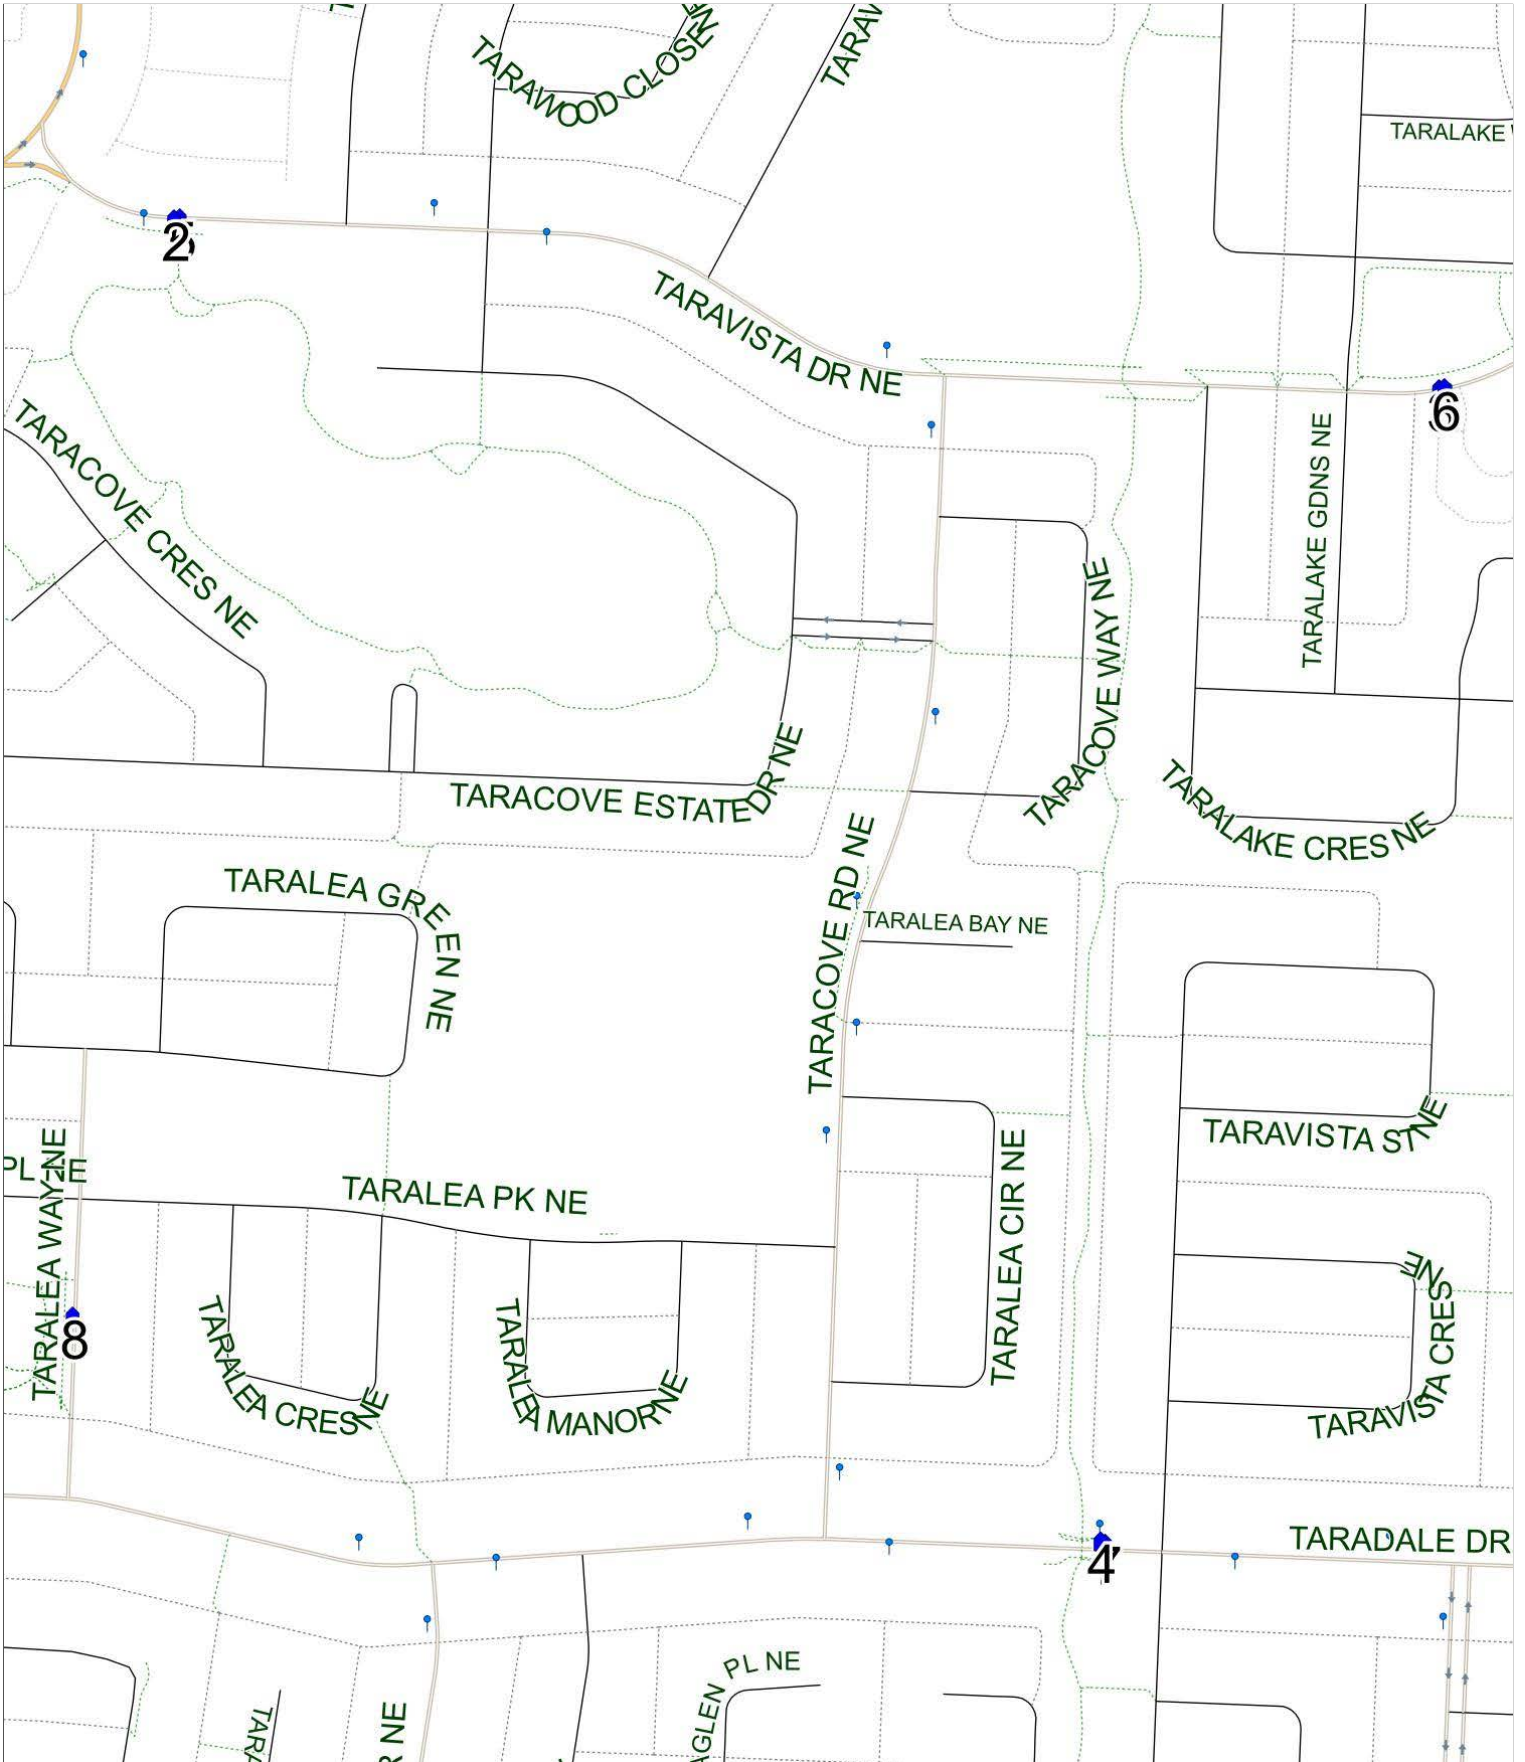 TARAWOOD CLOSE
TARALAKE
2
TARAVISTA DR NE
6
TARACOVE CRES NE
TARALAKE GDNS NE
TARACOVE WAY NE
TARACOVE ESTATE DR NE
TARALAKE CRES NE
TARACOVE RD NE
TARALEA GREEN NE
TARALEA BAY NE
TARAVISTA ST NE
PL NE
TARALEA WAY NE
TARALEA PK NE
TARALEA CIR NE
8
TARALEA CRES NE
TARALEA MANOR NE
TARAVISTA CRES NE
TARADALE DR
4
PL NE